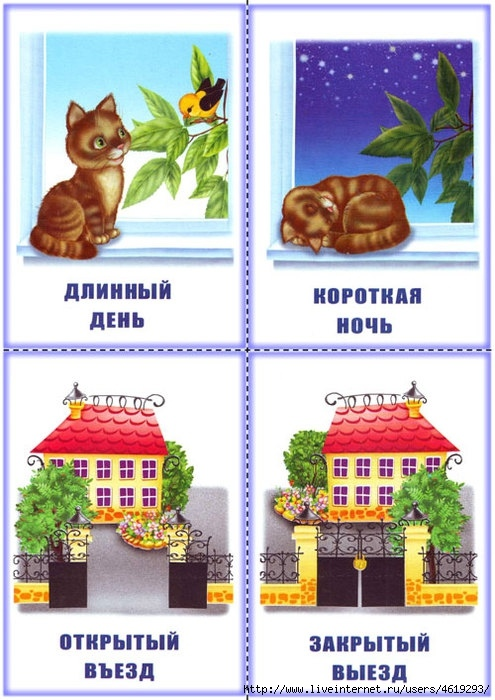 ДЛИННЫЙ
ДЕНЬ
КОРОТКАЯ
НОЧЬ
ОТКРЫТЫЙ
ВЪЕЗД
ЗАКРЫТЫЙ
ВЫЕЗД
http://www.liveinternet.ru/users/4619293/